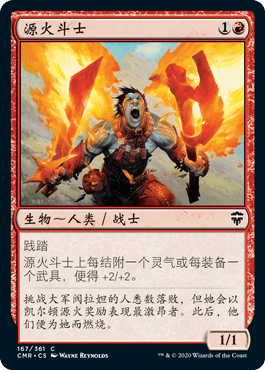 源火斗士 1
生物～人类 / 战士
践踏
源火斗士上每结附一个灵气或每装备一个武具，便得 +2/+2。
挑战大军阀拉妲的人悉数落败，但她会以凯尔顿源火奖励表现最激昂者。此后，他们便为她而燃烧。
1/1
167/361 C
CMR • CS WAYNE REYNOLDS
™ & © 2020 Wizards of the Coast